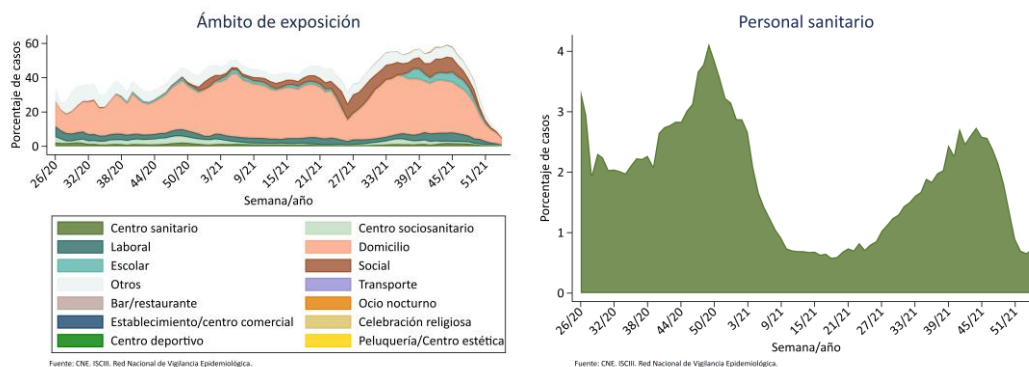 Ámbito de exposición
Porcentaje de casos
60
40
20
0
26/20
32/20
38/20
44/20
50/20
3/21
9/21
15/21
21/21
27/21
33/21
39/21
45/21
51/21
Semana/año
Centro sanitario
Centro sociosanitario
Laboral
Domicilio
Escolar
Social
Otros
Transporte
Bar/restaurante
Ocio nocturno
Establecimiento/centro comercial
Celebración religiosa
Centro deportivo
Peluquería/Centro estética
Fuente: CNE. ISCIII. Red Nacional de Vigilancia Epidemiológica.
Personal sanitario
Porcentaje de casos
4
3
2
1
0
26/20
32/20
38/20
44/20
50/20
3/21
9/21
15/21
21/21
27/21
33/21
39/21
45/21
51/21
Semana/año
Fuente: CNE. ISCIII. Red Nacional de Vigilancia Epidemiológica.